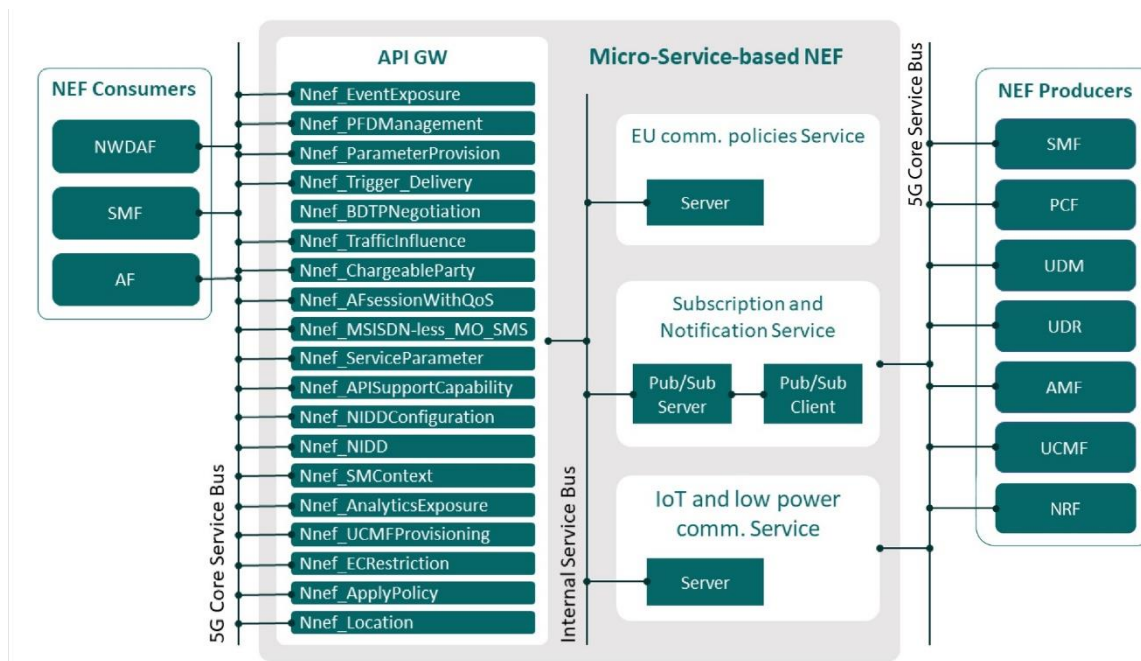 NEF Consumers
NWDAF
SMF
AF
5G Core Service Bus
API GW
Nnef_EventExposure
Nnef_PFDManagement
Nnef_ParameterProvision
Nnef_Trigger_Delivery
Nnef_BDTPNegotiation
Nnef_TrafficInfluence
Nnef_ChargeableParty
Nnef_AFsessionWithQoS
Nnef_MSISDN-less_MO_SMS
Nnef_ServiceParameter
Nnef_APISupportCapability
Nnef_NIDDConfiguration
Nnef_NIDD
Nnef_SMContext
Nnef_AnalyticsExposure
Nnef_UCMFProvisioning
Nnef_ECRestriction
Nnef_ApplyPolicy
Nnef_Location
Micro-Service-based NEF
Internal Service Bus
EU comm. policies Service
Server
Subscription and
Notification Service
Pub/Sub
Server
Pub/Sub
Client
IoT and low power
comm. Service
Server
5G Core Service Bus
NEF Producers
SMF
PCF
UDM
UDR
AMF
UCMF
NRF